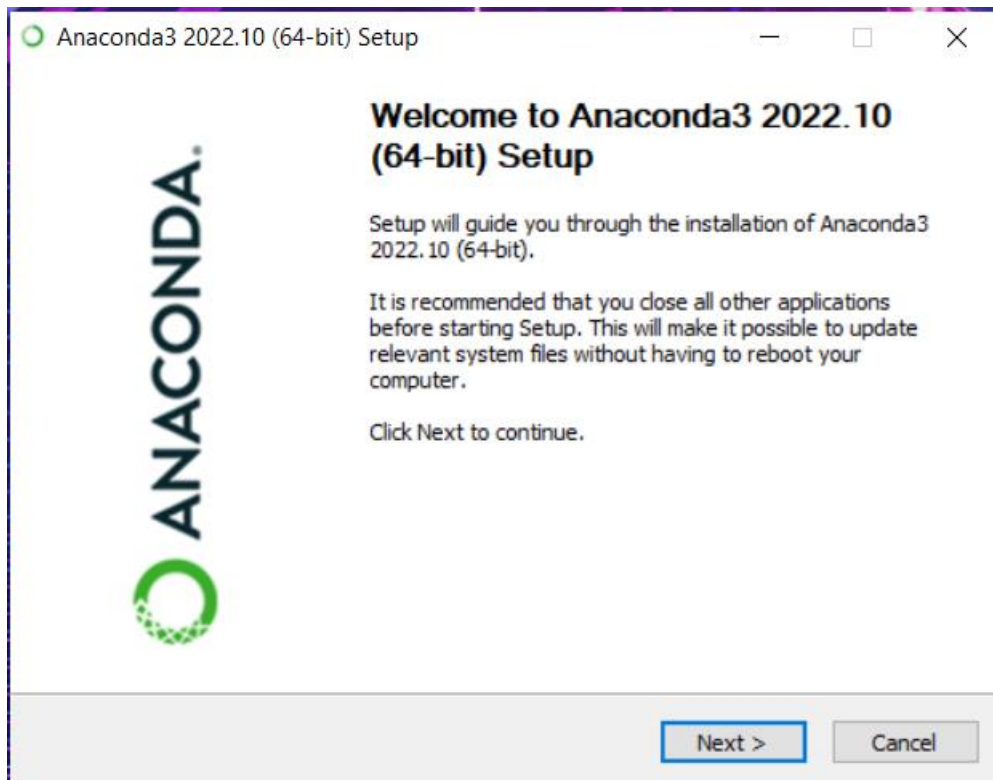 Anaconda3 2022.10 (64-bit) Setup
ANACONDA.
Welcome to Anaconda3 2022.10
(64-bit) Setup
Setup will guide you through the installation of Anaconda3
2022.10 (64-bit).
It is recommended that you close all other applications
before starting Setup. This will make it possible to update
relevant system files without having to reboot your
computer.
Click Next to continue.
Next >
Cancel